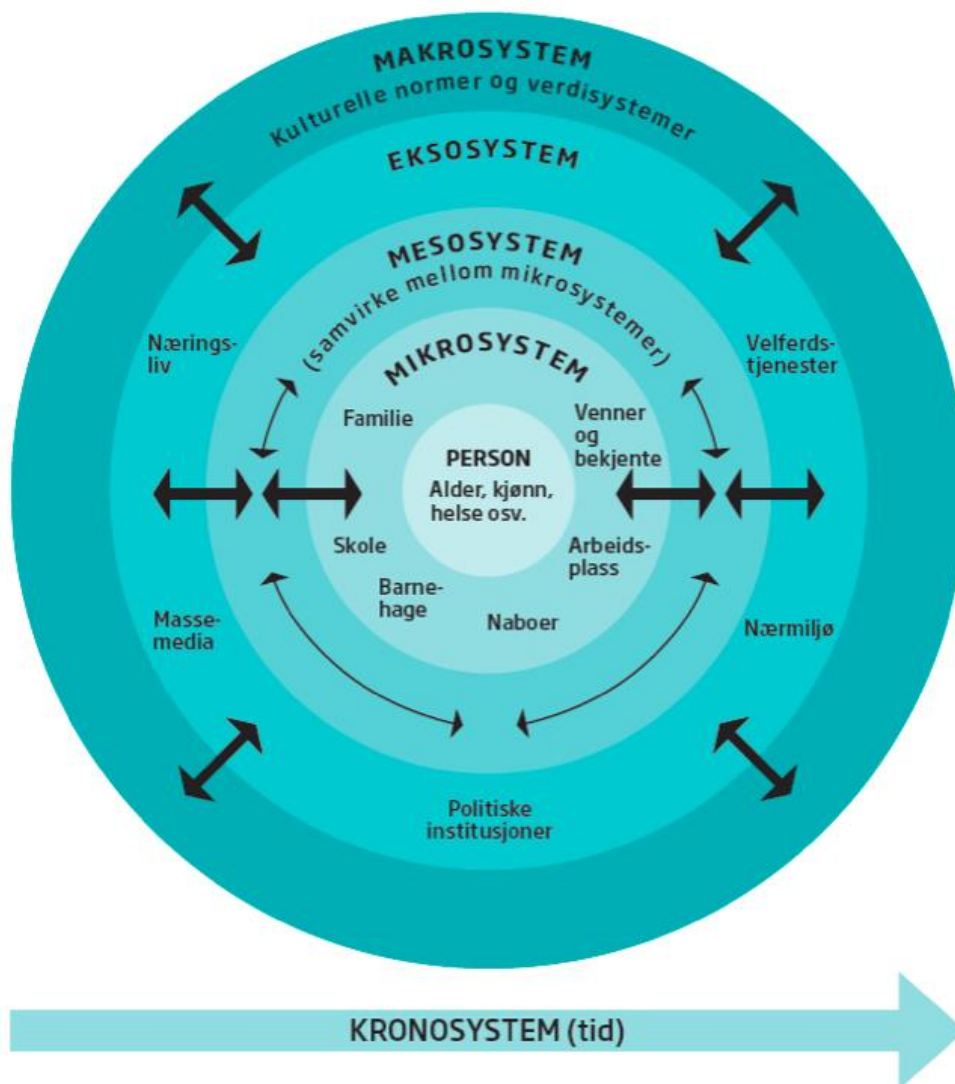 MAKROSYSTEM
Kulturelle normer og verdisystemer
EKSOSYSTEM
MESOSYSTEM
(samvirke mellom mikrosystemer)
MIKROSYSTEM
Nærings-
liv
Velferds-
tjenester
Familie
Venner
og
bekjente
PERSON
Alder, kjønn,
helse osv.
Skole
Barne-
hage
Naboer
Arbeids-
plass
Masse-
media
Nærmiljø
Politiske
institusjoner
KRONOSYSTEM (tid)